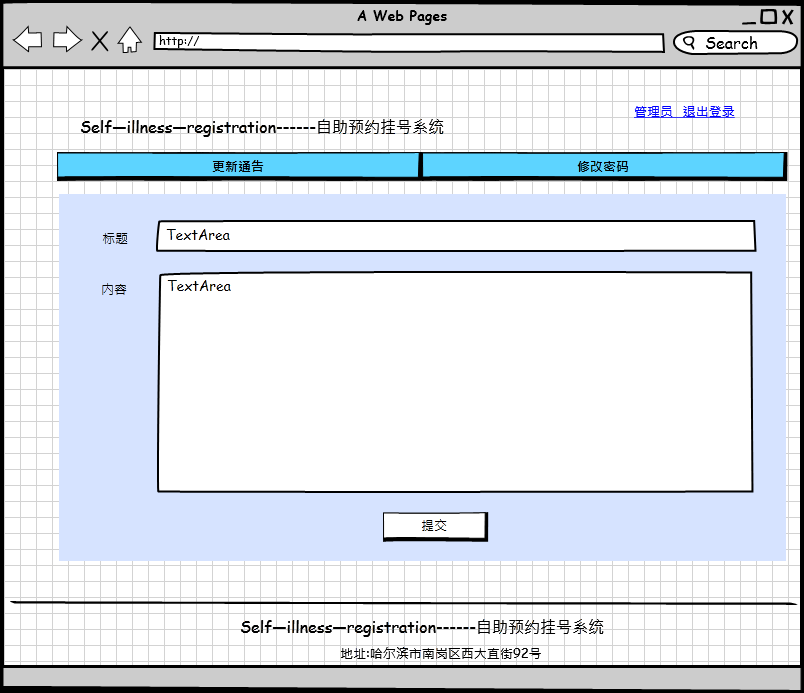 A Web Pages
http://
Search
管理员 退出登录
Self—illness—registration------自助预约挂号系统
更新通告
修改密码
标题
TextArea
内容
TextArea
提交
Self—illness—registration------自助预约挂号系统
地址:哈尔滨市南岗区西大直街92号